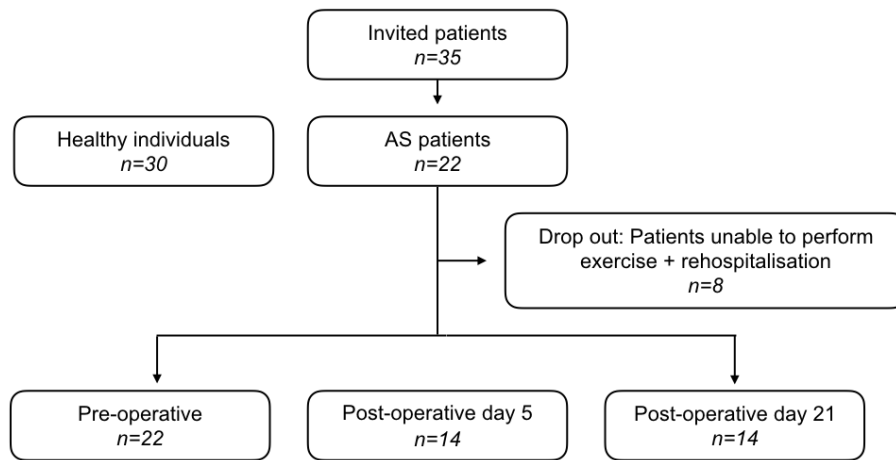 Invited patients
n=35
Healthy individuals
n=30
AS patients
n=22
Drop out: Patients unable to perform
exercise + rehospitalisation
n=8
Pre-operative
n=22
Post-operative day 5
n=14
Post-operative day 21
n=14